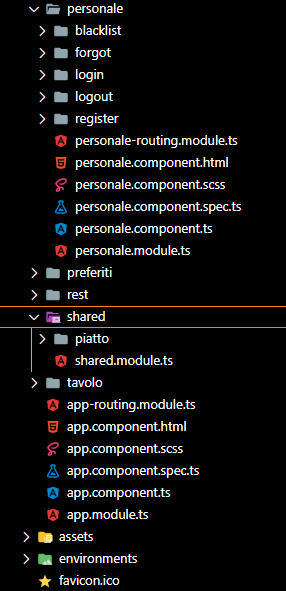 personale
blacklist
forgot
login
logout
register
personale-routing.module.ts
personale.component.html
personale.component.scss
personale.component.spec.ts
personale.component.ts
personale.module.ts
preferiti
rest
shared
piatto
shared.module.ts
tavolo
app-routing.module.ts
app.component.html
app.component.scss
app.component.spec.ts
app.component.ts
app.module.ts
assets
environments
favicon.ico